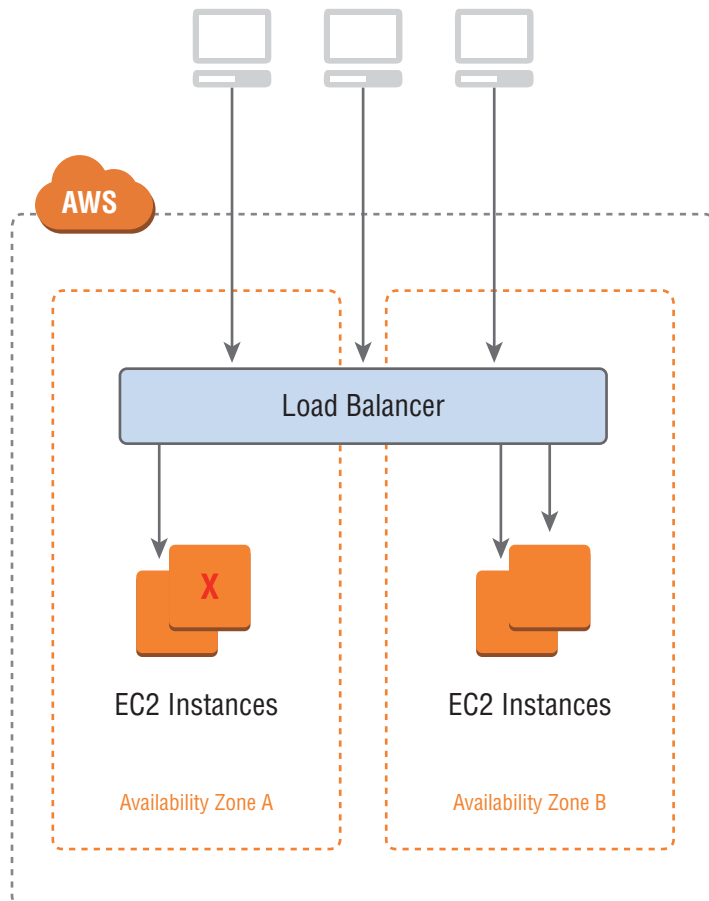 AWS
Load Balancer
X
EC2 Instances
EC2 Instances
Availability Zone A
Availability Zone B